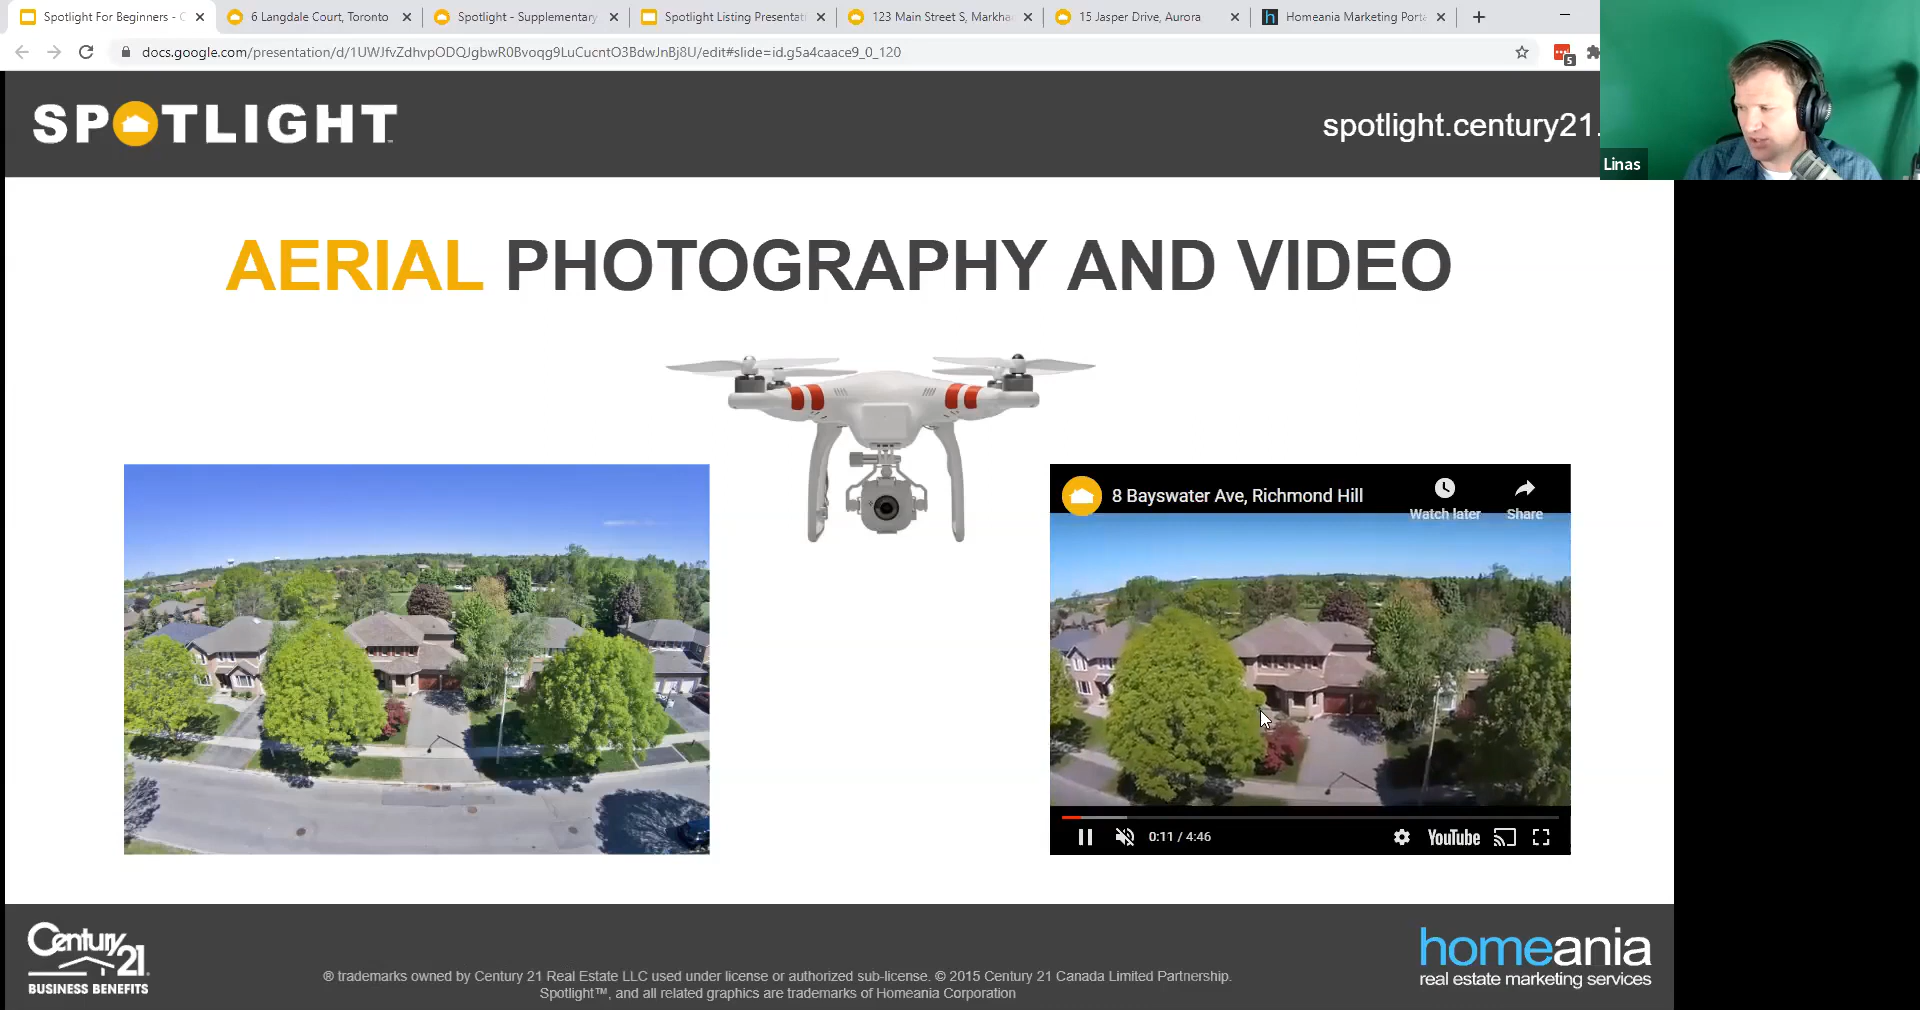 Spotlight For Beginners - C
6 Langdale Court, Toronto
Spotlight - Supplementary
Spotlight Listing Presentati
123 Main Street S, Markha
15 Jasper Drive, Aurora
Homeania Marketing Porta
docs.google.com/presentation/d/1UWJfvZdhvpODQJgbwR0Bvoqg9LuCucntO3BdwJnBj8U/edit#slide=id.g5a4caace9_0_120
5
SPOTLIGHT
spotlight.century21.
Linas
AERIAL PHOTOGRAPHY AND VIDEO
8 Bayswater Ave, Richmond Hill
Watch later
Share
0:11 / 4:46
YouTube
Century 21
BUSINESS BENEFITS
® trademarks owned by Century 21 Real Estate LLC used under license or authorized sub-license. © 2015 Century 21 Canada Limited Partnership.
Spotlight™, and all related graphics are trademarks of Homeania Corporation
homeania
real estate marketing services